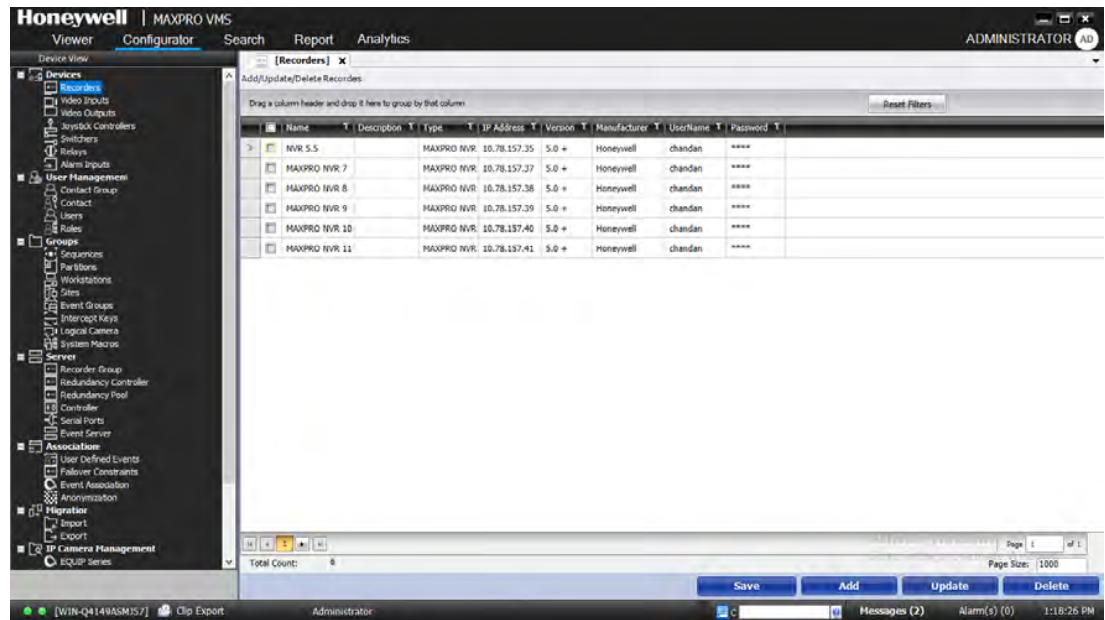 Honeywell | MAXPRO VMS
Viewer Configurator Search Report Analytics ADMINISTRATOR AD
Device View
[Recorders] X
Devices
Add/Update/Delete Recorders
Recorders
Video Inputs
Drag a column header and drop it here to group by that column Reset Filters
Video Outputs
Joystick Controllers
Name Description Type IP Address Version Manufacturer UserName Password
Switchers
NVR 5.5 MAXPRO NVR 10.78.157.35 5.0 + Honeywell chandan ****
Relays
Alarm Inputs
MAXPRO NVR 7 MAXPRO NVR 10.78.157.37 5.0 + Honeywell chandan ****
User Management
Contact Group
MAXPRO NVR 8 MAXPRO NVR 10.78.157.38 5.0 + Honeywell chandan ****
Contact
Users
MAXPRO NVR 9 MAXPRO NVR 10.78.157.39 5.0 + Honeywell chandan ****
Roles
MAXPRO NVR 10 MAXPRO NVR 10.78.157.40 5.0 + Honeywell chandan ****
Groups
MAXPRO NVR 11 MAXPRO NVR 10.78.157.41 5.0 + Honeywell chandan ****
Sequences
Partitions
Workstations
Sites
Event Groups
Intercept Keys
Logical Camera
System Macros
Server
Recorder Group
Redundancy Controller
Redundancy Pool
Controller
Serial Ports
Event Server
Association
User Defined Events
Failover Constraints
Event Association
Anonymization
Migration
Import
Export
1 Page 1 of 1
IP Camera Management
EQUIP Series
Total Count: 6 Page Size: 1000
Save Add Update Delete
[WIN-Q4149ASMJS7] Clip Export Administrator C Messages (2) Alarm(s) (0) 1:18:26 PM